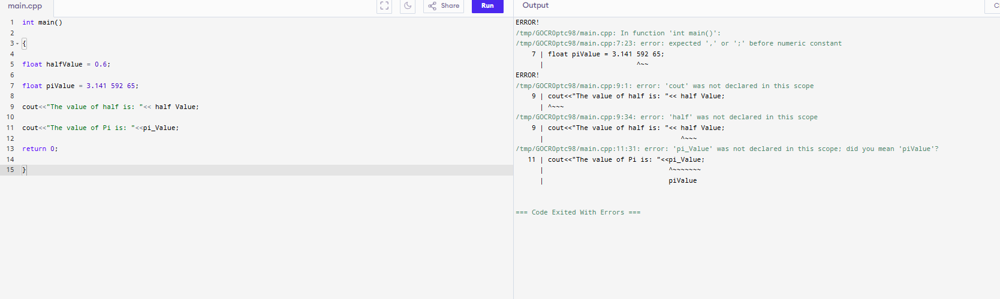 main.cpp
Share
Run
1 int main()
2
3 {
4
5 float halfValue = 0.6;
6
7 float piValue = 3.141 592 65;
8
9 cout<<"The value of half is: "<< half Value;
10
11 cout<<"The value of Pi is: "<<pi_Value;
12
13 return 0;
14
15 }
Output
ERROR!
/tmp/GOCROptc98/main.cpp: In function 'int main()':
/tmp/GOCROptc98/main.cpp:7:23: error: expected ',' or ';' before numeric constant
7 | float piValue = 3.141 592 65;
| ^~~
ERROR!
/tmp/GOCROptc98/main.cpp:9:1: error: 'cout' was not declared in this scope
9 | cout<<"The value of half is: "<< half Value;
| ^~~~
/tmp/GOCROptc98/main.cpp:9:34: error: 'half' was not declared in this scope
9 | cout<<"The value of half is: "<< half Value;
| ^~~~
/tmp/GOCROptc98/main.cpp:11:31: error: 'pi_Value' was not declared in this scope; did you mean 'piValue'?
11 | cout<<"The value of Pi is: "<<pi_Value;
| ^~~~~~~~
| piValue
=== Code Exited With Errors ===